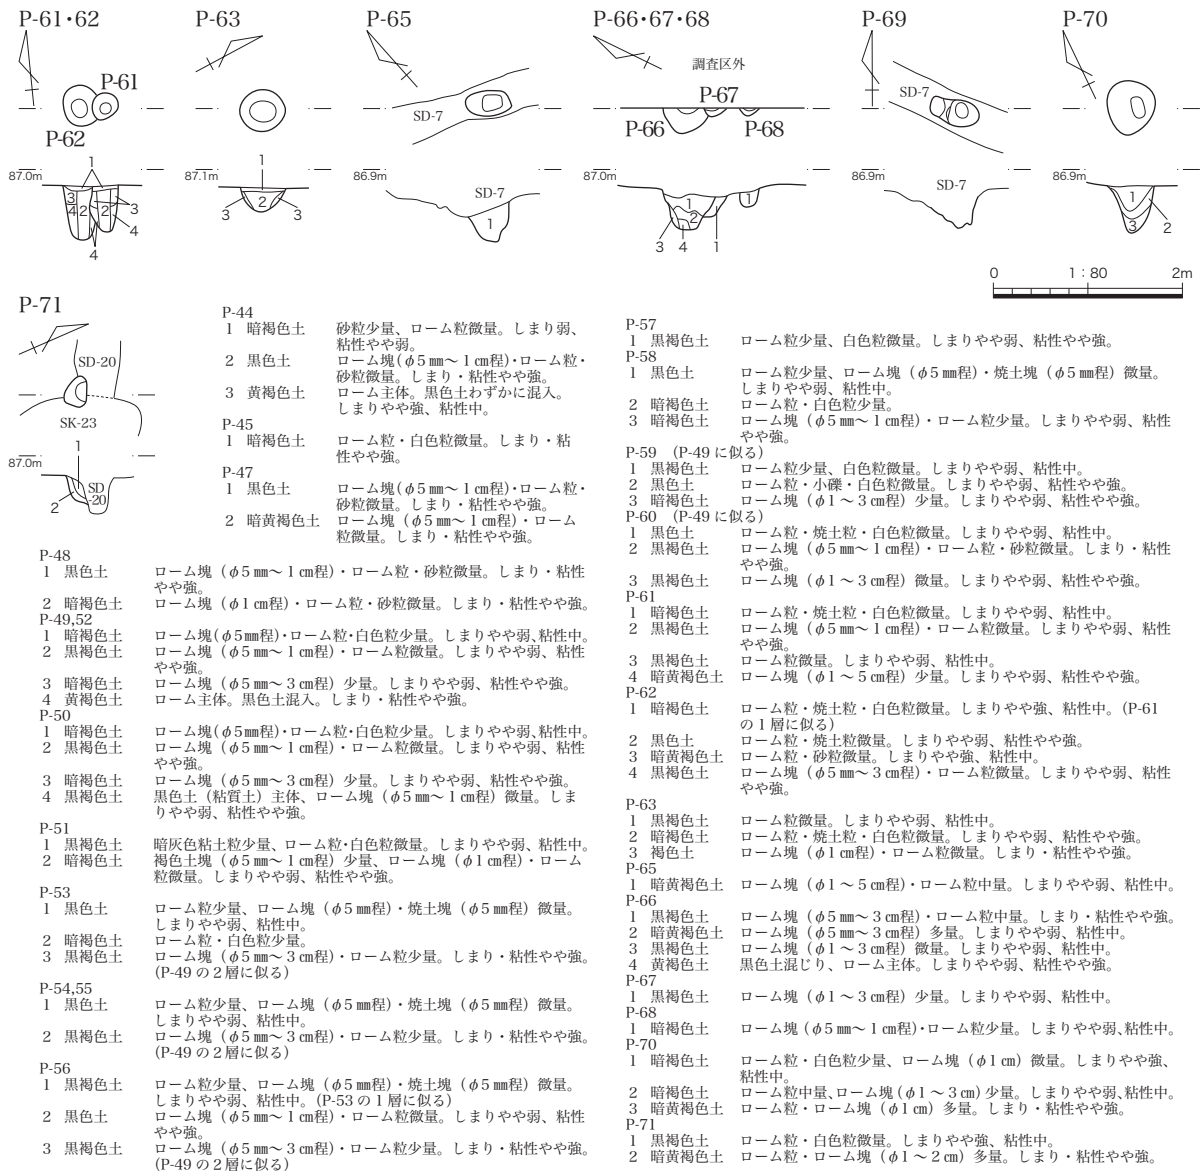 P-61・62
P-63
P-65
P-66・67・68
P-69
P-70
P-61
P-62
SD-7
調査区外
P-67
P-66
P-68
SD-7
1
87.0m
3
4
2
2
3
4
4
1
87.1m
2
3
3
86.9m
SD-7
1
87.0m
1
2
1
3
4
1
86.9m
SD-7
86.9m
1
3
2
0
1:80
2m
P-71
SD-20
SK-23
1
87.0m
SD
-20
2
P-44
1 暗褐色土 砂粒少量、ローム粒微量。しまり弱、
粘性やや弱。
2 黒色土 ローム塊(φ5㎜～1㎝程)・ローム粒・
砂粒微量。しまり・粘性やや強。
3 黄褐色土 ローム主体。黒色土わずかに混入。
しまりやや強、粘性中。
P-45
1 暗褐色土 ローム粒・白色粒微量。しまり・粘
性やや強。
P-47
1 黒色土 ローム塊(φ5㎜～1㎝程)・ローム粒・
砂粒微量。しまり・粘性やや強。
2 暗黄褐色土 ローム塊（φ5㎜～1㎝程）・ローム
粒微量。しまり・粘性やや強。
P-48
1 黒色土 ローム塊（φ5㎜～1㎝程）・ローム粒・砂粒微量。しまり・粘性
やや強。
2 暗褐色土 ローム塊（φ1㎝程）・ローム粒・砂粒微量。しまり・粘性やや強。
P-49,52
1 暗褐色土 ローム塊(φ5㎜程)・ローム粒・白色粒少量。しまりやや弱、粘性中。
2 黒褐色土 ローム塊（φ5㎜～1㎝程）・ローム粒微量。しまりやや弱、粘性
やや強。
3 暗褐色土 ローム塊（φ5㎜～3㎝程）少量。しまりやや弱、粘性やや強。
4 黄褐色土 ローム主体。黒色土混入。しまり・粘性やや強。
P-50
1 暗褐色土 ローム塊(φ5㎜程)・ローム粒・白色粒少量。しまりやや弱、粘性中。
2 黒褐色土 ローム塊（φ5㎜～1㎝程）・ローム粒微量。しまりやや弱、粘性
やや強。
3 暗褐色土 ローム塊（φ5㎜～3㎝程）少量。しまりやや弱、粘性やや強。
4 黒褐色土 黒色土（粘質土）主体、ローム塊（φ5㎜～1㎝程）微量。しま
りやや弱、粘性やや強。
P-51
1 黒褐色土 暗灰色粘土粒少量、ローム粒・白色粒微量。しまりやや弱、粘性中。
2 暗褐色土 褐色土塊（φ5㎜～1㎝程）少量、ローム塊（φ1㎝程）・ローム
粒微量。しまりやや弱、粘性やや強。
P-53
1 黒色土 ローム粒少量、ローム塊（φ5㎜程）・焼土塊（φ5㎜程）微量。
しまりやや弱、粘性中。
2 暗褐色土 ローム粒・白色粒少量。
3 黒褐色土 ローム塊（φ5㎜～3㎝程）・ローム粒少量。しまり・粘性やや強。
(P-49の2層に似る)
P-54,55
1 黒色土 ローム粒少量、ローム塊（φ5㎜程）・焼土塊（φ5㎜程）微量。
しまりやや弱、粘性中。
2 黒褐色土 ローム塊（φ5㎜～3㎝程）・ローム粒少量。しまり・粘性やや強。
(P-49の2層に似る)
P-56
1 黒褐色土 ローム粒少量、ローム塊（φ5㎜程）・焼土塊（φ5㎜程）微量。
しまりやや弱、粘性中。(P-53の1層に似る)
2 黒色土 ローム塊（φ5㎜～1㎝程）・ローム粒微量。しまりやや弱、粘性
やや強。
3 黒褐色土 ローム塊（φ5㎜～3㎝程）・ローム粒少量。しまり・粘性やや強。
(P-49の2層に似る)
P-57
1 黒褐色土 ローム粒少量、白色粒微量。しまりやや弱、粘性やや強。
P-58
1 黒色土 ローム粒少量、ローム塊（φ5㎜程）・焼土塊（φ5㎜程）微量。
しまりやや弱、粘性中。
2 暗褐色土 ローム粒・白色粒少量。
3 暗褐色土 ローム塊（φ5㎜～1㎝程）・ローム粒少量。しまりやや弱、粘性
やや強。
P-59 (P-49に似る)
1 黒褐色土 ローム粒少量、白色粒微量。しまりやや弱、粘性中。
2 黒色土 ローム粒・小礫・白色粒微量。しまりやや弱、粘性やや強。
3 暗褐色土 ローム塊（φ1～3㎝程）少量。しまりやや弱、粘性やや強。
P-60 (P-49に似る)
1 黒色土 ローム粒・焼土粒・白色粒微量。しまりやや弱、粘性中。
2 黒褐色土 ローム塊（φ5㎜～1㎝程）・ローム粒・砂粒微量。しまり・粘性
やや強。
3 黒褐色土 ローム塊（φ1～3㎝程）微量。しまりやや弱、粘性やや強。
P-61
1 暗褐色土 ローム粒・焼土粒・白色粒微量。しまりやや弱、粘性中。
2 黒褐色土 ローム塊（φ5㎜～1㎝程）・ローム粒微量。しまりやや弱、粘性
やや強。
3 黒褐色土 ローム粒微量。しまりやや弱、粘性中。
4 暗黄褐色土 ローム塊（φ1～5㎝程）少量。しまりやや弱、粘性やや強。
P-62
1 暗褐色土 ローム粒・焼土粒・白色粒微量。しまりやや強、粘性中。(P-61
の1層に似る)
2 黒色土 ローム粒・焼土粒微量。しまりやや弱、粘性やや強。
3 暗黄褐色土 ローム粒・砂粒微量。しまりやや強、粘性中。
4 黒褐色土 ローム塊（φ5㎜～3㎝程）・ローム粒微量。しまりやや弱、粘性
やや強。
P-63
1 黒褐色土 ローム粒微量。しまりやや弱、粘性中。
2 暗褐色土 ローム粒・焼土粒・白色粒微量。しまりやや弱、粘性やや強。
3 褐色土 ローム塊（φ1㎝程）・ローム粒微量。しまり・粘性やや強。
P-65
1 暗黄褐色土 ローム塊（φ1～5㎝程）・ローム粒中量。しまりやや弱、粘性中。
P-66
1 黒褐色土 ローム塊（φ5㎜～3㎝程）・ローム粒中量。しまり・粘性やや強。
2 暗黄褐色土 ローム塊（φ5㎜～3㎝程）多量。しまりやや弱、粘性中。
3 黒褐色土 ローム塊（φ1～3㎝程）微量。しまりやや弱、粘性中。
4 黄褐色土 黒色土混じり、ローム主体。しまりやや弱、粘性やや強。
P-67
1 黒褐色土 ローム塊（φ1～3㎝程）少量。しまりやや弱、粘性中。
P-68
1 暗褐色土 ローム塊（φ5㎜～1㎝程）・ローム粒少量。しまりやや弱、粘性中。
P-70
1 暗褐色土 ローム粒・白色粒少量、ローム塊（φ1㎝）微量。しまりやや強、
粘性中。
2 暗褐色土 ローム粒中量、ローム塊（φ1～3㎝）少量。しまりやや弱、粘性中。
3 暗黄褐色土 ローム粒・ローム塊（φ1㎝）多量。しまり・粘性やや強。
P-71
1 黒褐色土 ローム粒・白色粒微量。しまりやや強、粘性中。
2 暗黄褐色土 ローム粒・ローム塊（φ1～2㎝）多量。しまり・粘性やや強。